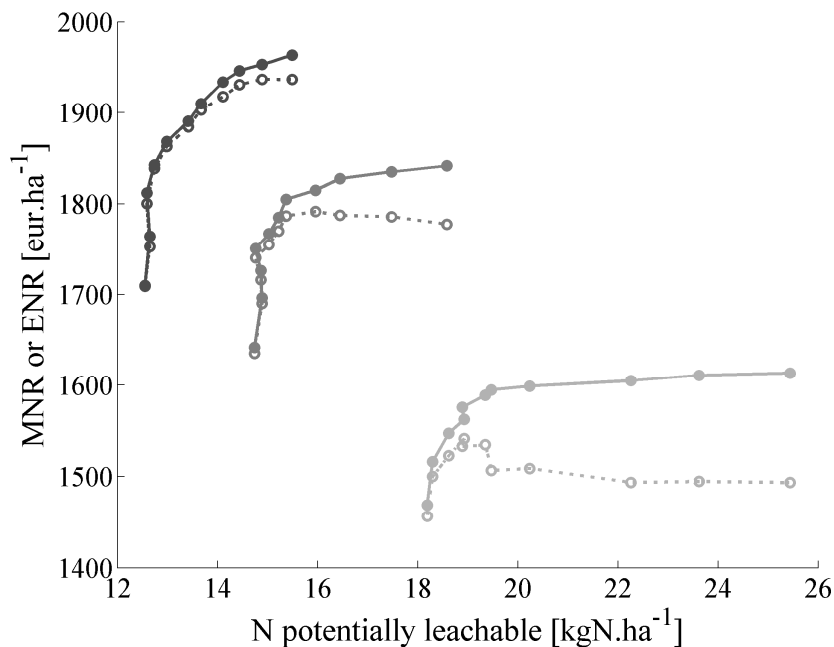 2000
1900
1800
1700
1600
1500
1400
MNR or ENR [eur.ha-1]
12 14 16 18 20 22 24 26
N potentially leachable [kgN.ha-1]